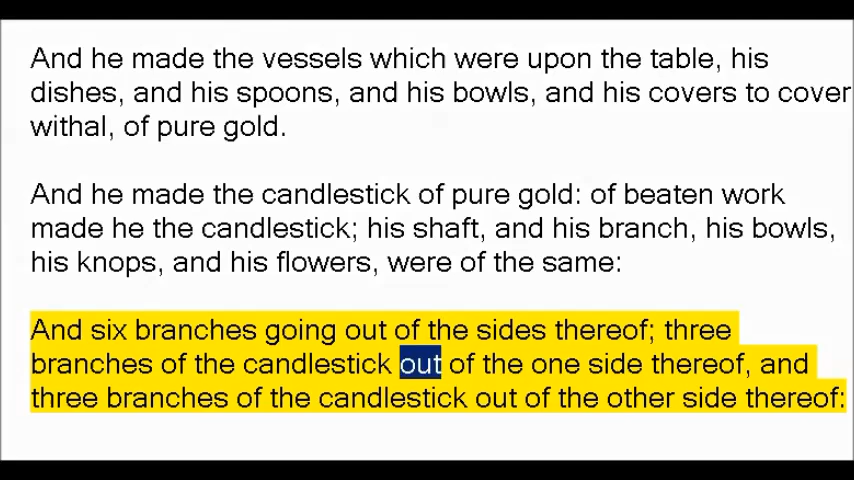 And he made the vessels which were upon the table, his
dishes, and his spoons, and his bowls, and his covers to cover
withal, of pure gold.
And he made the candlestick of pure gold: of beaten work
made he the candlestick; his shaft, and his branch, his bowls,
his knops, and his flowers, were of the same:
And six branches going out of the sides thereof; three
branches of the candlestick out of the one side thereof, and
three branches of the candlestick out of the other side thereof: